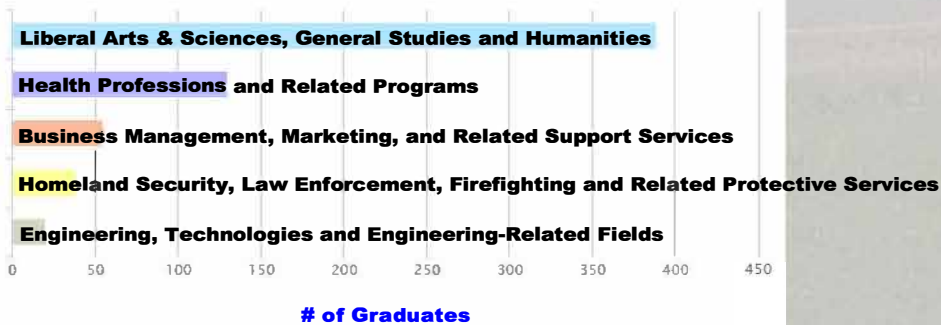 Liberal Arts & Sciences, General Studies and Humanities
Health Professions and Related Programs
Business Management, Marketing, and Related Support Services
Homeland Security, Law Enforcement, Firefighting and Related Protective Services
Engineering, Technologies and Engineering-Related Fields
0 50 100 150 200 250 300 350 400 450
# of Graduates